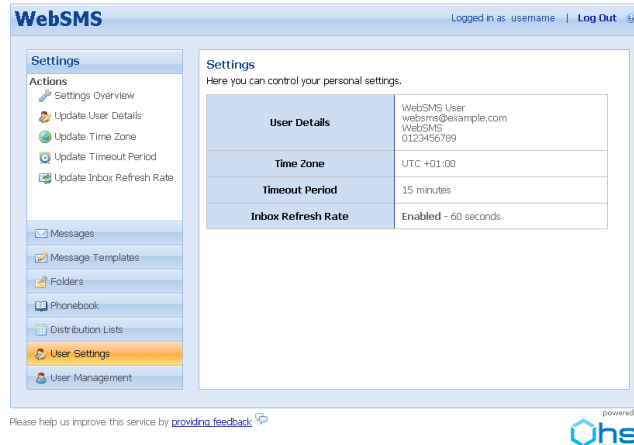 WebSMS
Logged in as username | Log Out
Settings
Actions
Settings Overview
Update User Details
Update Time Zone
Update Timeout Period
Update Inbox Refresh Rate
Messages
Message Templates
Folders
Phonebook
Distribution Lists
User Settings
User Management
Settings
Here you can control your personal settings.
User Details
WebSMS User
websms@example.com
WebSMS
0123456789
Time Zone
UTC +01:00
Timeout Period
15 minutes
Inbox Refresh Rate
Enabled - 60 seconds
Please help us improve this service by providing feedback
powered